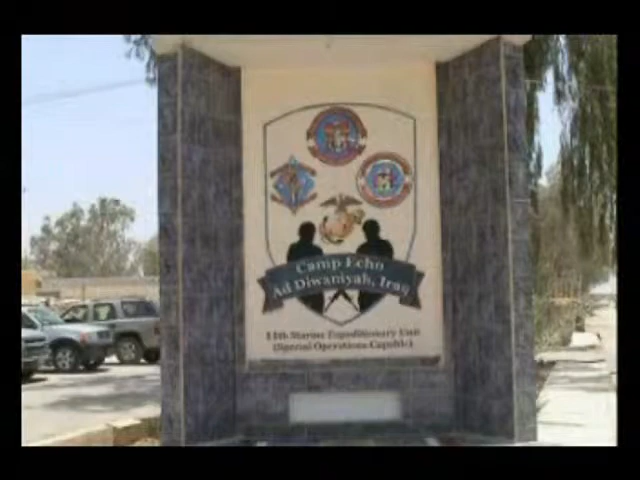 Camp Echo
Ad Diwaniyah, Iraq
11th Marine Expeditionary Unit
(Special Operations Capable)